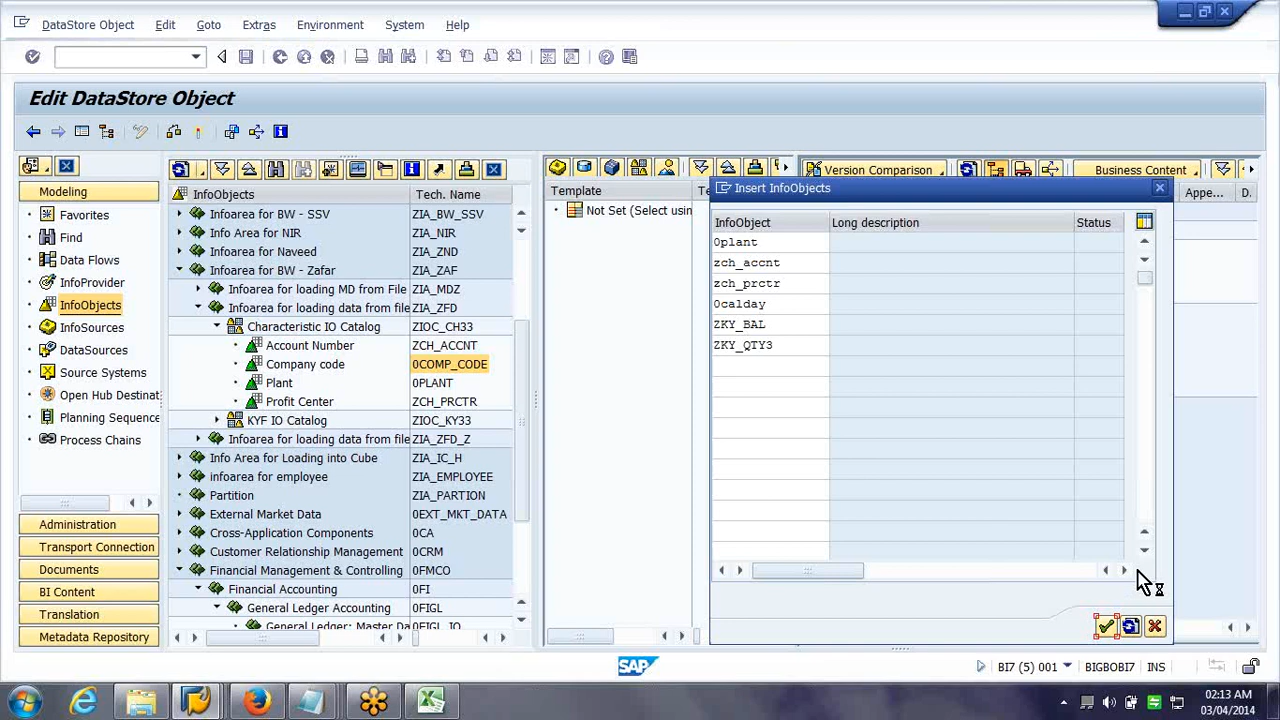 DataStore Object Edit Goto Extras Environment System Help
Edit DataStore Object
Version Comparison
Business Content
Modeling
Favorites
Find
Data Flows
InfoProvider
InfoObjects
InfoSources
DataSources
Source Systems
Open Hub Destinat
Planning Sequence
Process Chains
Administration
Transport Connection
Documents
BI Content
Translation
Metadata Repository
InfoObjects Tech. Name
Infoarea for BW - SSV ZIA_BW_SSV
Info Area for NIR ZIA_NIR
Infoarea for Naveed ZIA_ZND
Infoarea for BW - Zafar ZIA_ZAF
Infoarea for loading MD from File ZIA_MDZ
Infoarea for loading data from file ZIA_ZFD
Characteristic IO Catalog ZIOC_CH33
Account Number ZCH_ACCNT
Company code 0COMP_CODE
Plant 0PLANT
Profit Center ZCH_PRCTR
KYF IO Catalog ZIOC_KY33
Infoarea for loading data from file ZIA_ZFD_Z
Info Area for Loading into Cube ZIA_IC_H
infoarea for employee ZIA_EMPLOYEE
Partition ZIA_PARTION
External Market Data 0EXT_MKT_DATA
Cross-Application Components 0CA
Customer Relationship Management 0CRM
Financial Management & Controlling 0FMCO
Financial Accounting 0FI
General Ledger Accounting 0FIGL
General Ledger: Master Da 0FIGL_IO
Template Te
Not Set (Select usin
Appe... D.
Insert InfoObjects
InfoObject Long description Status
0plant
zch_accnt
zch_prctr
0calday
ZKY_BAL
ZKY_QTY3
SAP
BI7 (5) 001 BIGBOBI7 INS
02:13 AM
03/04/2014